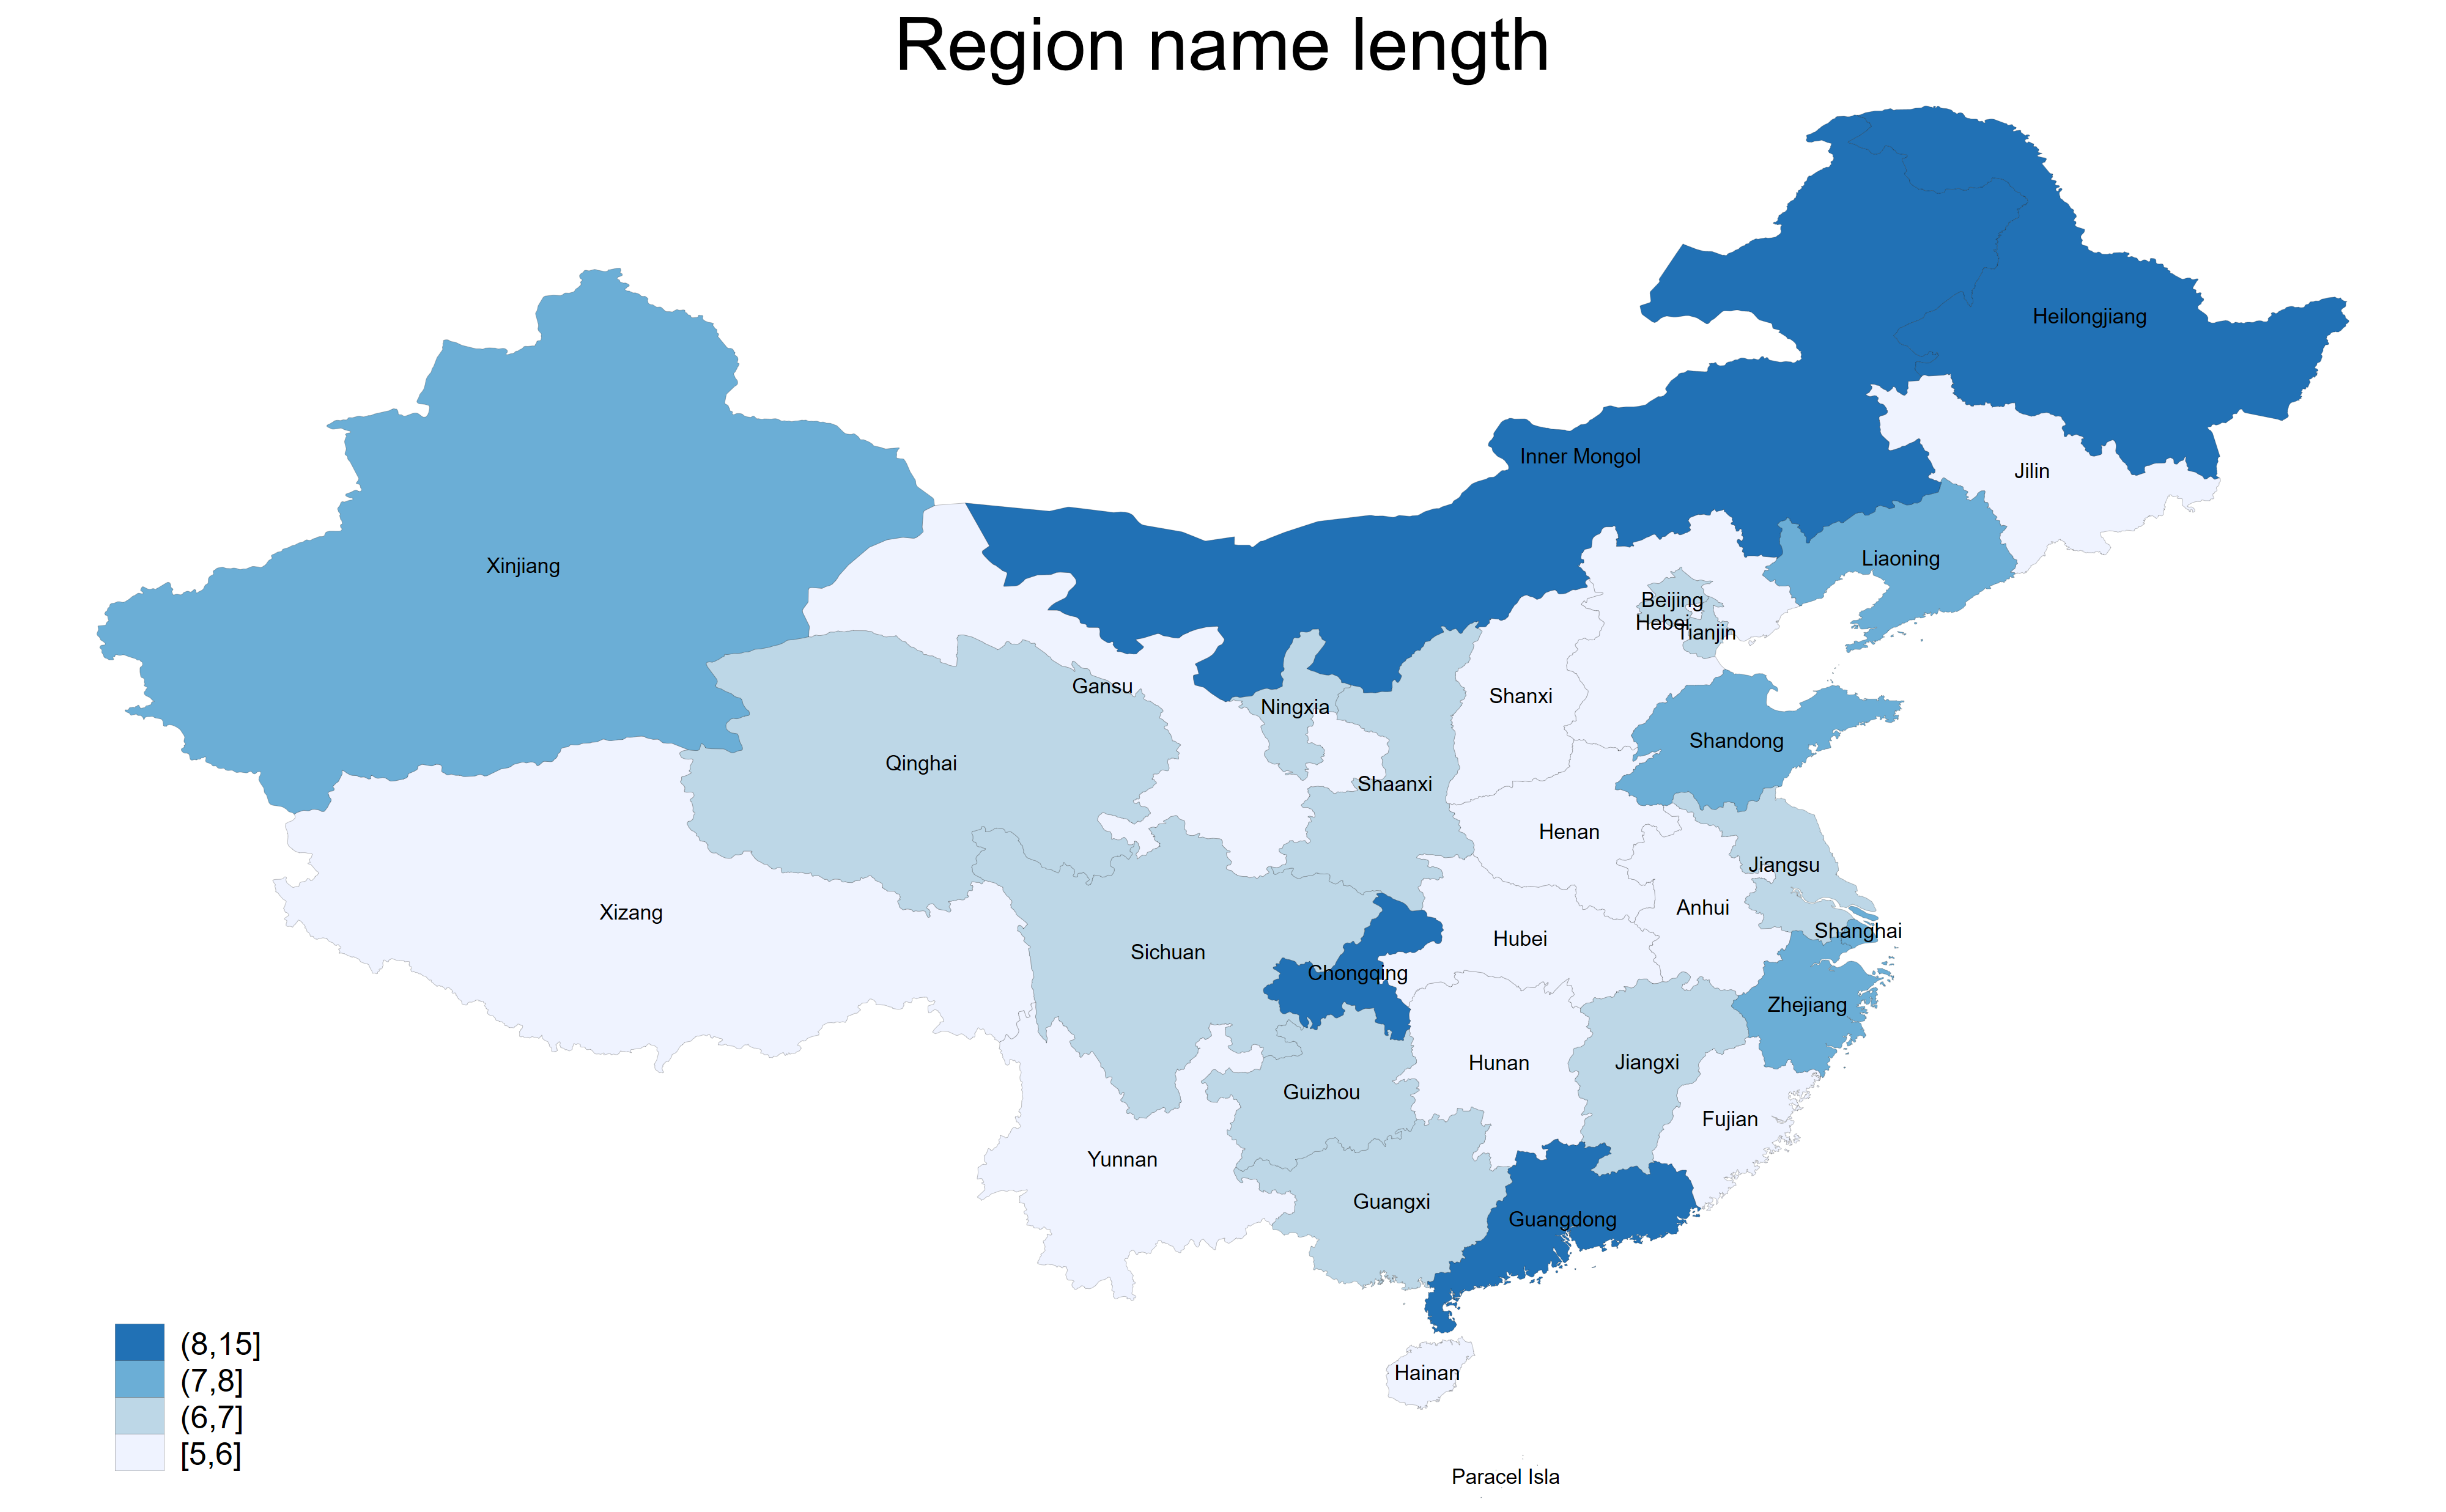 Region name length
Heilongjiang
Inner Mongol
Jilin
Liaoning
Xinjiang
Beijing
Hebei
Tianjin
Gansu
Shanxi
Ningxia
Shandong
Qinghai
Shaanxi
Henan
Jiangsu
Anhui
Xizang
Shanghai
Hubei
Sichuan
Chongqing
Zhejiang
Hunan
Jiangxi
Guizhou
Fujian
Yunnan
Guangxi
Guangdong
(8,15]
(7,8]
(6,7]
[5,6]
Hainan
Paracel Isla